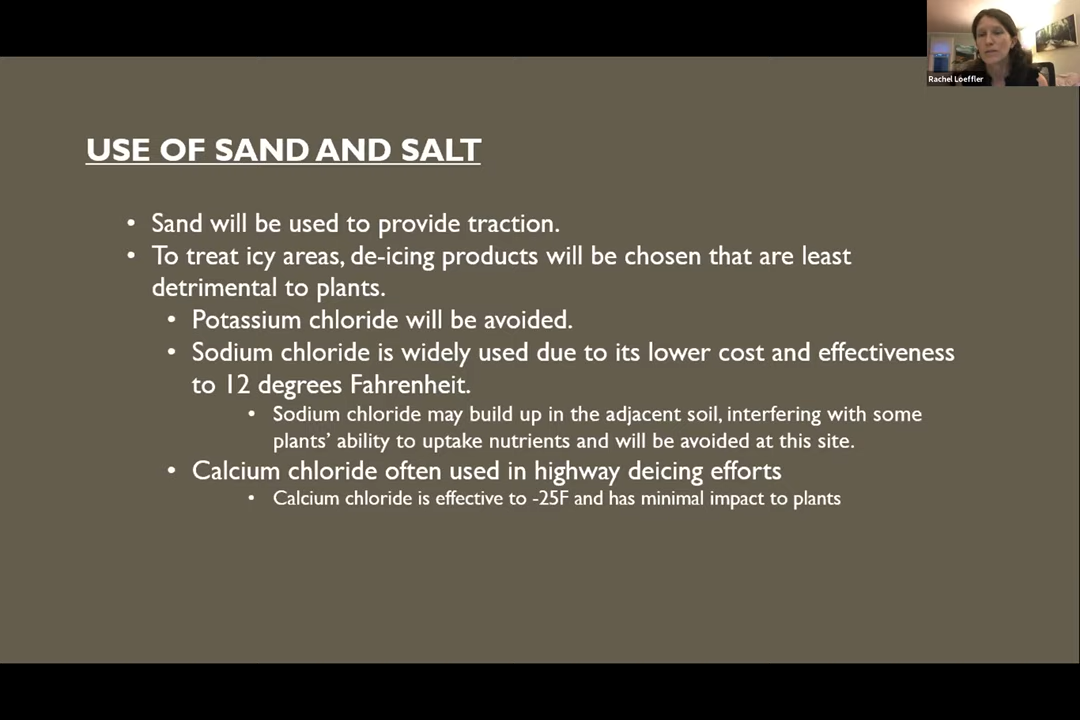 Rachel Loeffler
USE OF SAND AND SALT
• Sand will be used to provide traction.
• To treat icy areas, de-icing products will be chosen that are least
detrimental to plants.
• Potassium chloride will be avoided.
• Sodium chloride is widely used due to its lower cost and effectiveness
to 12 degrees Fahrenheit.
• Sodium chloride may build up in the adjacent soil, interfering with some
plants’ ability to uptake nutrients and will be avoided at this site.
• Calcium chloride often used in highway deicing efforts
• Calcium chloride is effective to -25F and has minimal impact to plants